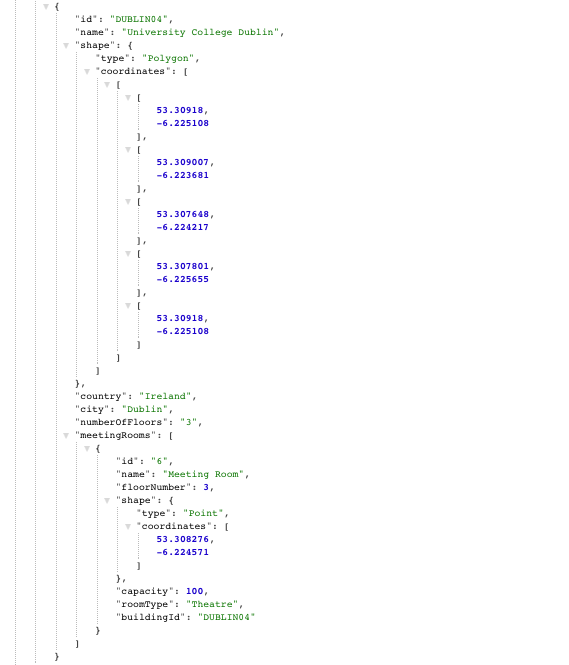 {
"id": "DUBLIN04",
"name": "University College Dublin",
"shape": {
"type": "Polygon",
"coordinates": [
[
[
53.30918,
-6.225108
],
[
53.309007,
-6.223681
],
[
53.307648,
-6.224217
],
[
53.307801,
-6.225655
],
[
53.30918,
-6.225108
]
]
]
},
"country": "Ireland",
"city": "Dublin",
"numberOfFloors": "3",
"meetingRooms": [
{
"id": "6",
"name": "Meeting Room",
"floorNumber": 3,
"shape": {
"type": "Point",
"coordinates": [
53.308276,
-6.224571
]
},
"capacity": 100,
"roomType": "Theatre",
"buildingId": "DUBLIN04"
}
]
}